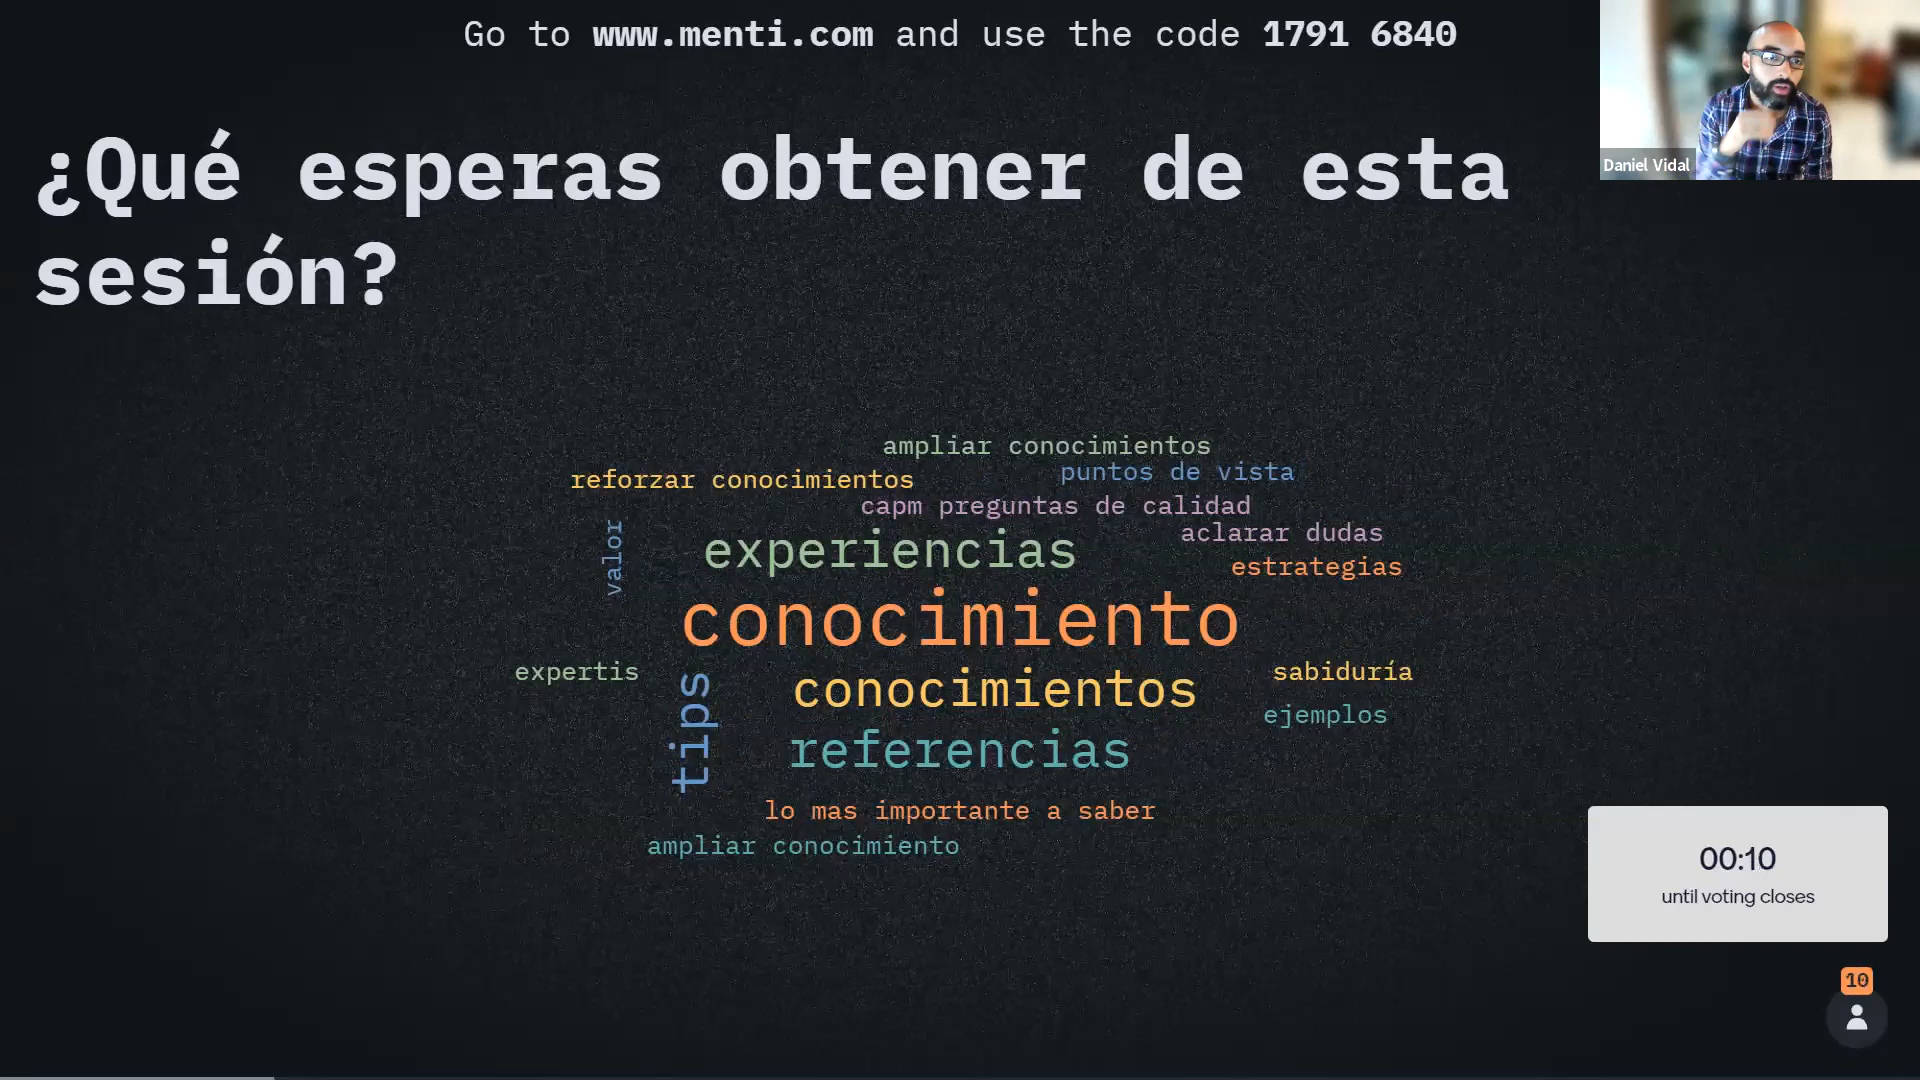 Go to www.menti.com and use the code 1791 6840
Daniel Vidal
¿Qué esperas obtener de esta
sesión?
ampliar conocimientos
puntos de vista
reforzar conocimientos
capm preguntas de calidad
aclarar dudas
valor
experiencias
estrategias
conocimiento
expertis
sabiduría
tips
conocimientos
ejemplos
referencias
lo mas importante a saber
ampliar conocimiento
00:10
until voting closes
10